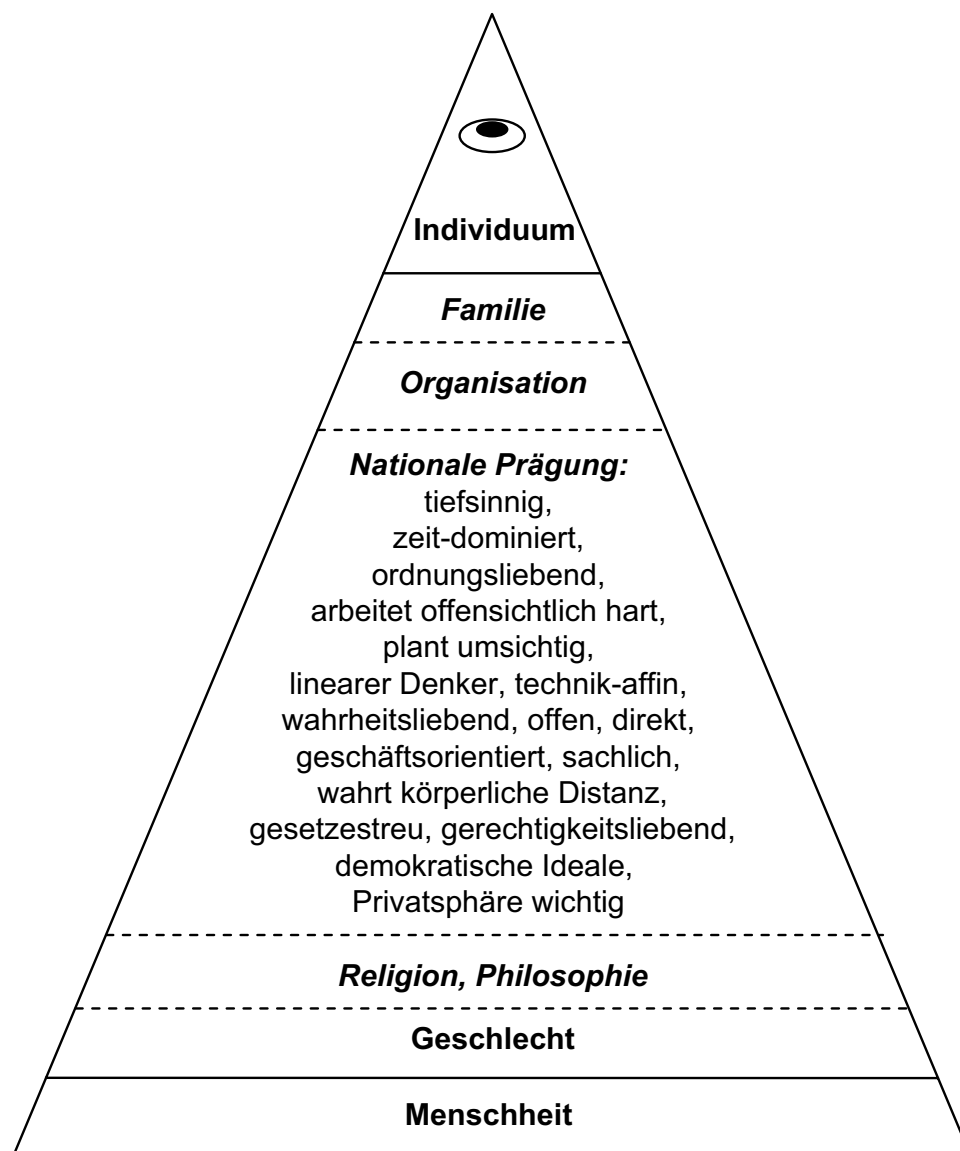 Individuum
Familie
Organisation
Nationale Prägung:
tiefsinnig,
zeit-dominiert,
ordnungsliebend,
arbeitet offensichtlich hart,
plant umsichtig,
linearer Denker, technik-affin,
wahrheitsliebend, offen, direkt,
geschäftsorientiert, sachlich,
wahrt körperliche Distanz,
gesetzestreu, gerechtigkeitsliebend,
demokratische Ideale,
Privatsphäre wichtig
Religion, Philosophie
Geschlecht
Menschheit